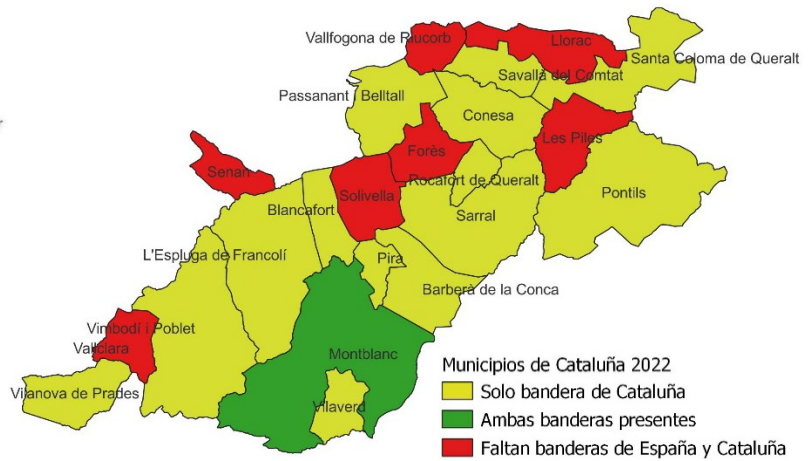 Vallfogona de Riucorb
Llorac
Santa Coloma de Queralt
Savallà del Comtat
Passanant i Belltall
Conesa
Les Piles
Forès
Senan
Rocafort de Queralt
Solivella
Pontils
Blancafort
Sarral
L'Espluga de Francolí
Pira
Barberà de la Conca
Vimbodí i Poblet
Vallclara
Montblanc
Vilanova de Prades
Vilaverd
Municipios de Cataluña 2022
Solo bandera de Cataluña
Ambas banderas presentes
Faltan banderas de España y Cataluña